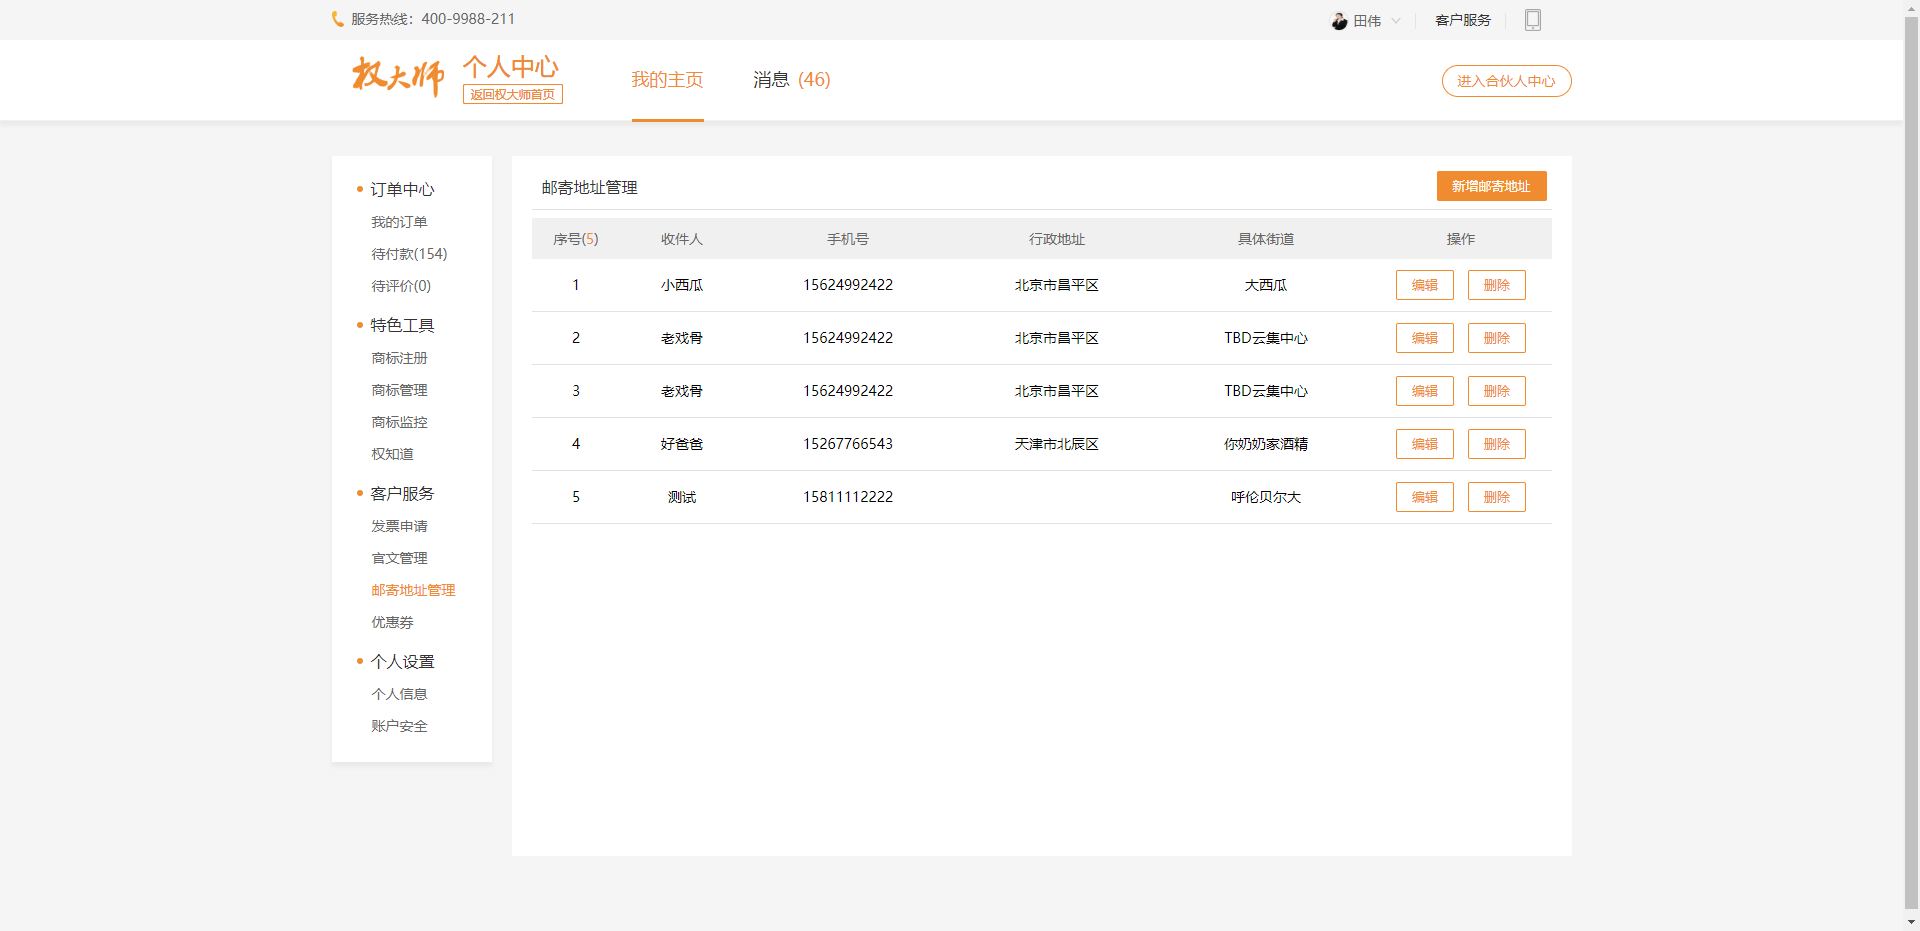 服务热线：400-9988-211
田伟
客户服务
权大师
个人中心
返回权大师首页
我的主页
消息 (46)
进入合伙人中心
订单中心
我的订单
待付款(154)
待评价(0)
特色工具
商标注册
商标管理
商标监控
权知道
客户服务
发票申请
官文管理
邮寄地址管理
优惠券
个人设置
个人信息
账户安全
邮寄地址管理
新增邮寄地址
序号(5) 收件人 手机号 行政地址 具体街道 操作
1 小西瓜 15624992422 北京市昌平区 大西瓜 编辑 删除
2 老戏骨 15624992422 北京市昌平区 TBD云集中心 编辑 删除
3 老戏骨 15624992422 北京市昌平区 TBD云集中心 编辑 删除
4 好爸爸 15267766543 天津市北辰区 你奶奶家酒精 编辑 删除
5 测试 15811112222 呼伦贝尔大 编辑 删除